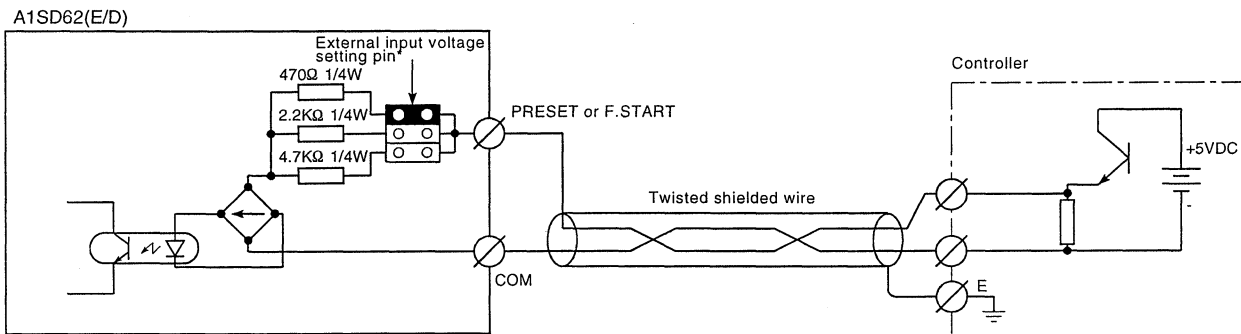 A1SD62(E/D)
External input voltage
setting pin*
470Ω 1/4W
2.2KΩ 1/4W
4.7KΩ 1/4W
PRESET or F.START
COM
Twisted shielded wire
Controller
+5VDC
-
E